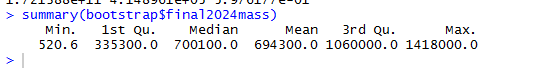 > summary(bootstrap$final2024mass)
Min. 1st Qu. Median Mean 3rd Qu. Max.
520.6 335300.0 700100.0 694300.0 1060000.0 1418000.0
>